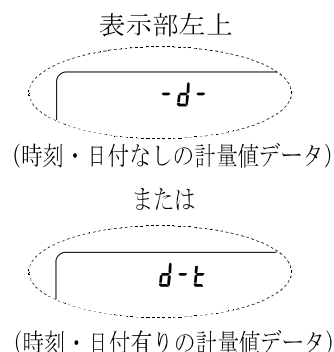 表示部左上
-d-
(時刻・日付なしの計量値データ)
または
d-t
(時刻・日付有りの計量値データ)